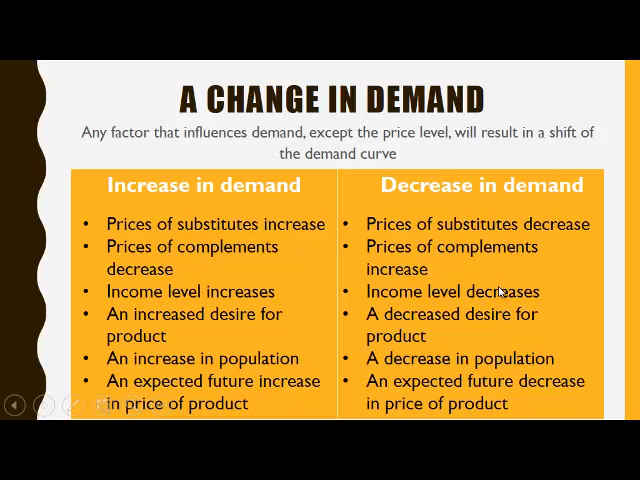 A CHANGE IN DEMAND
Any factor that influences demand, except the price level, will result in a shift of
the demand curve
Increase in demand
• Prices of substitutes increase
• Prices of complements
decrease
• Income level increases
• An increased desire for
product
• An increase in population
• An expected future increase
in price of product
Decrease in demand
• Prices of substitutes decrease
• Prices of complements
increase
• Income level decreases
• A decreased desire for
product
• A decrease in population
• An expected future decrease
in price of product